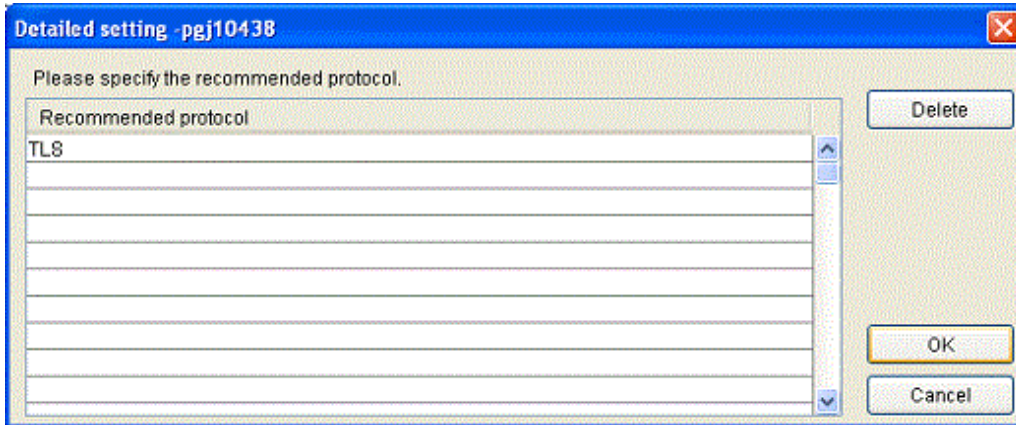 Detailed setting -pgj10438
Please specify the recommended protocol.
Recommended protocol
TLS
Delete
OK
Cancel